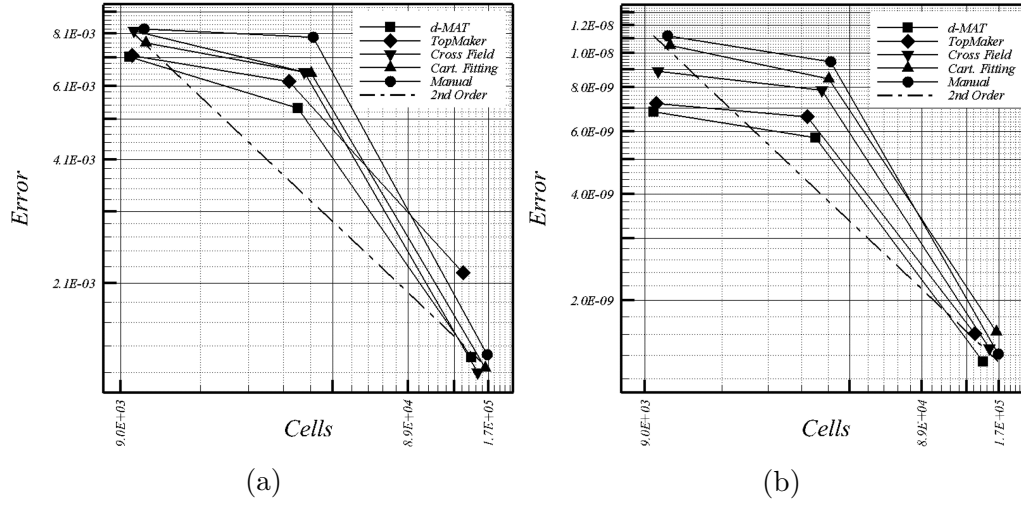 8.1E-03
6.1E-03
4.1E-03
2.1E-03
Error
d-MAT
TopMaker
Cross Field
Cart. Fitting
Manual
2nd Order
9.0E+03
8.9E+04
1.7E+05
Cells
(a)
1.2E-08
1.0E-08
8.0E-09
6.0E-09
4.0E-09
2.0E-09
Error
d-MAT
TopMaker
Cross Field
Cart. Fitting
Manual
2nd Order
9.0E+03
8.9E+04
1.7E+05
Cells
(b)